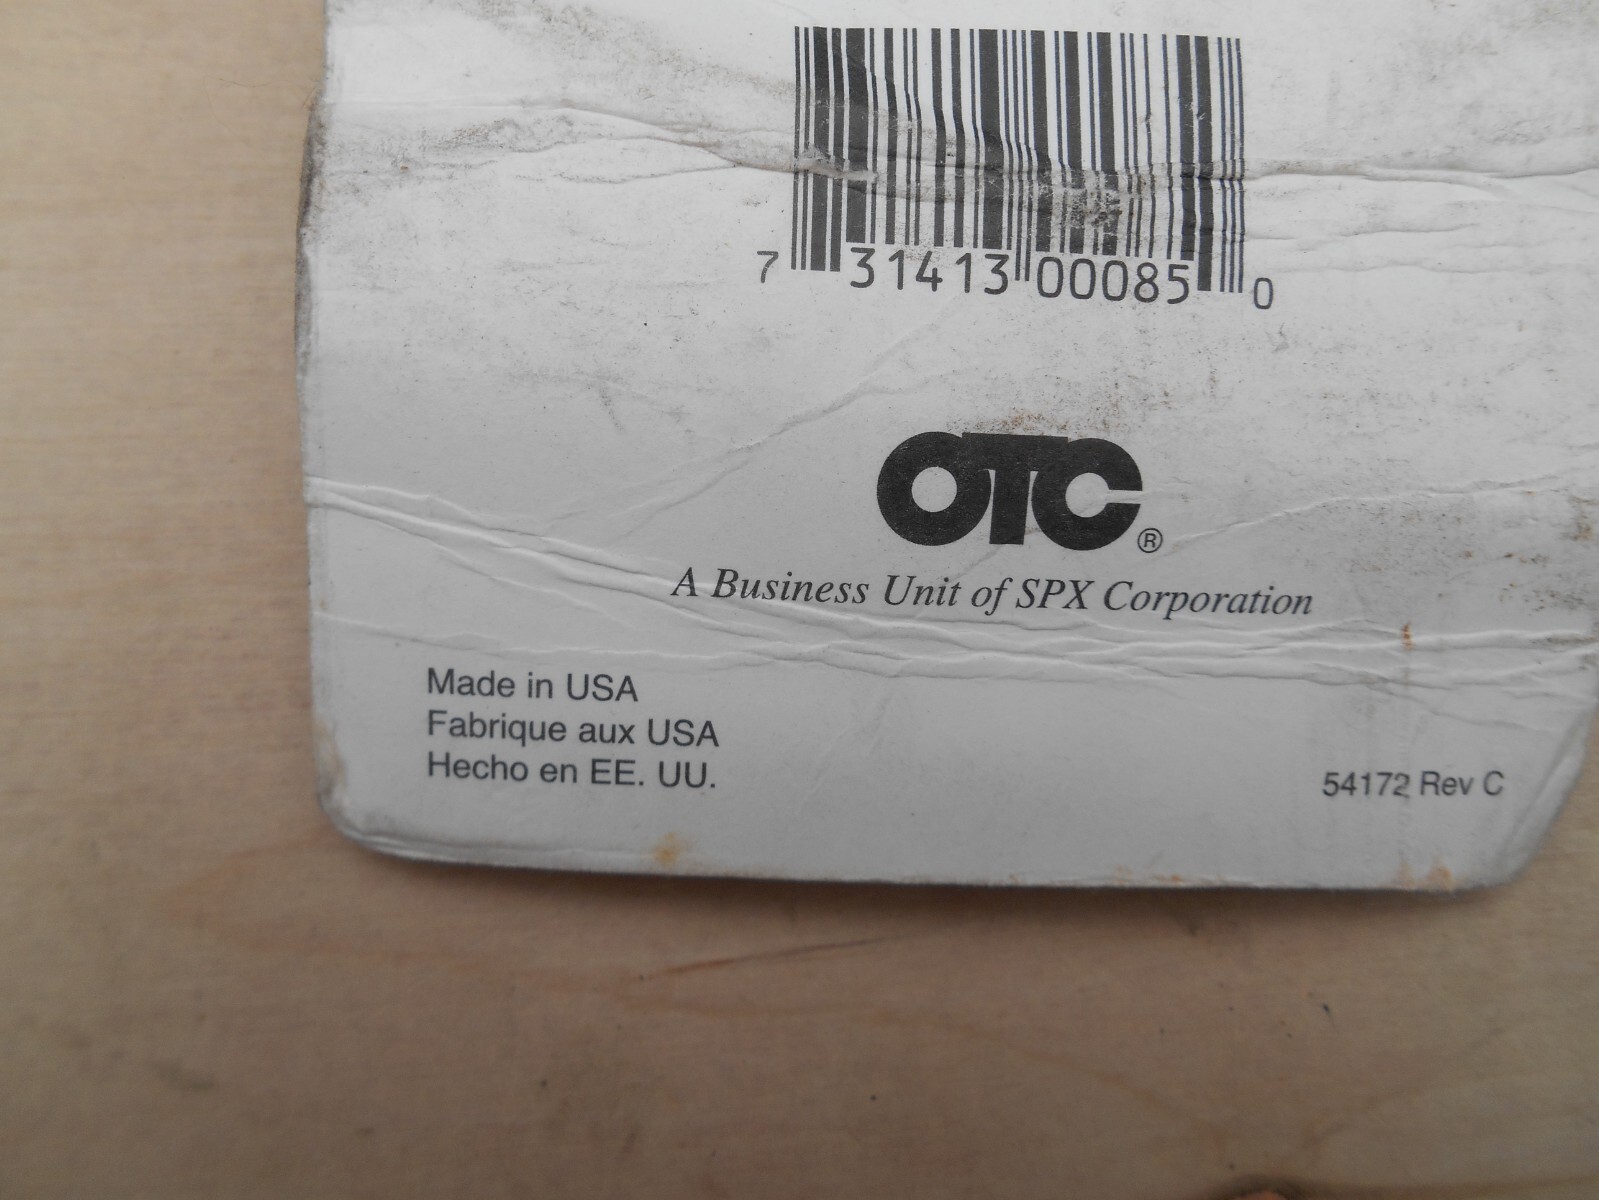 7 31413 00085 0
OTC®
A Business Unit of SPX Corporation
Made in USA
Fabrique aux USA
Hecho en EE. UU.
54172 Rev C